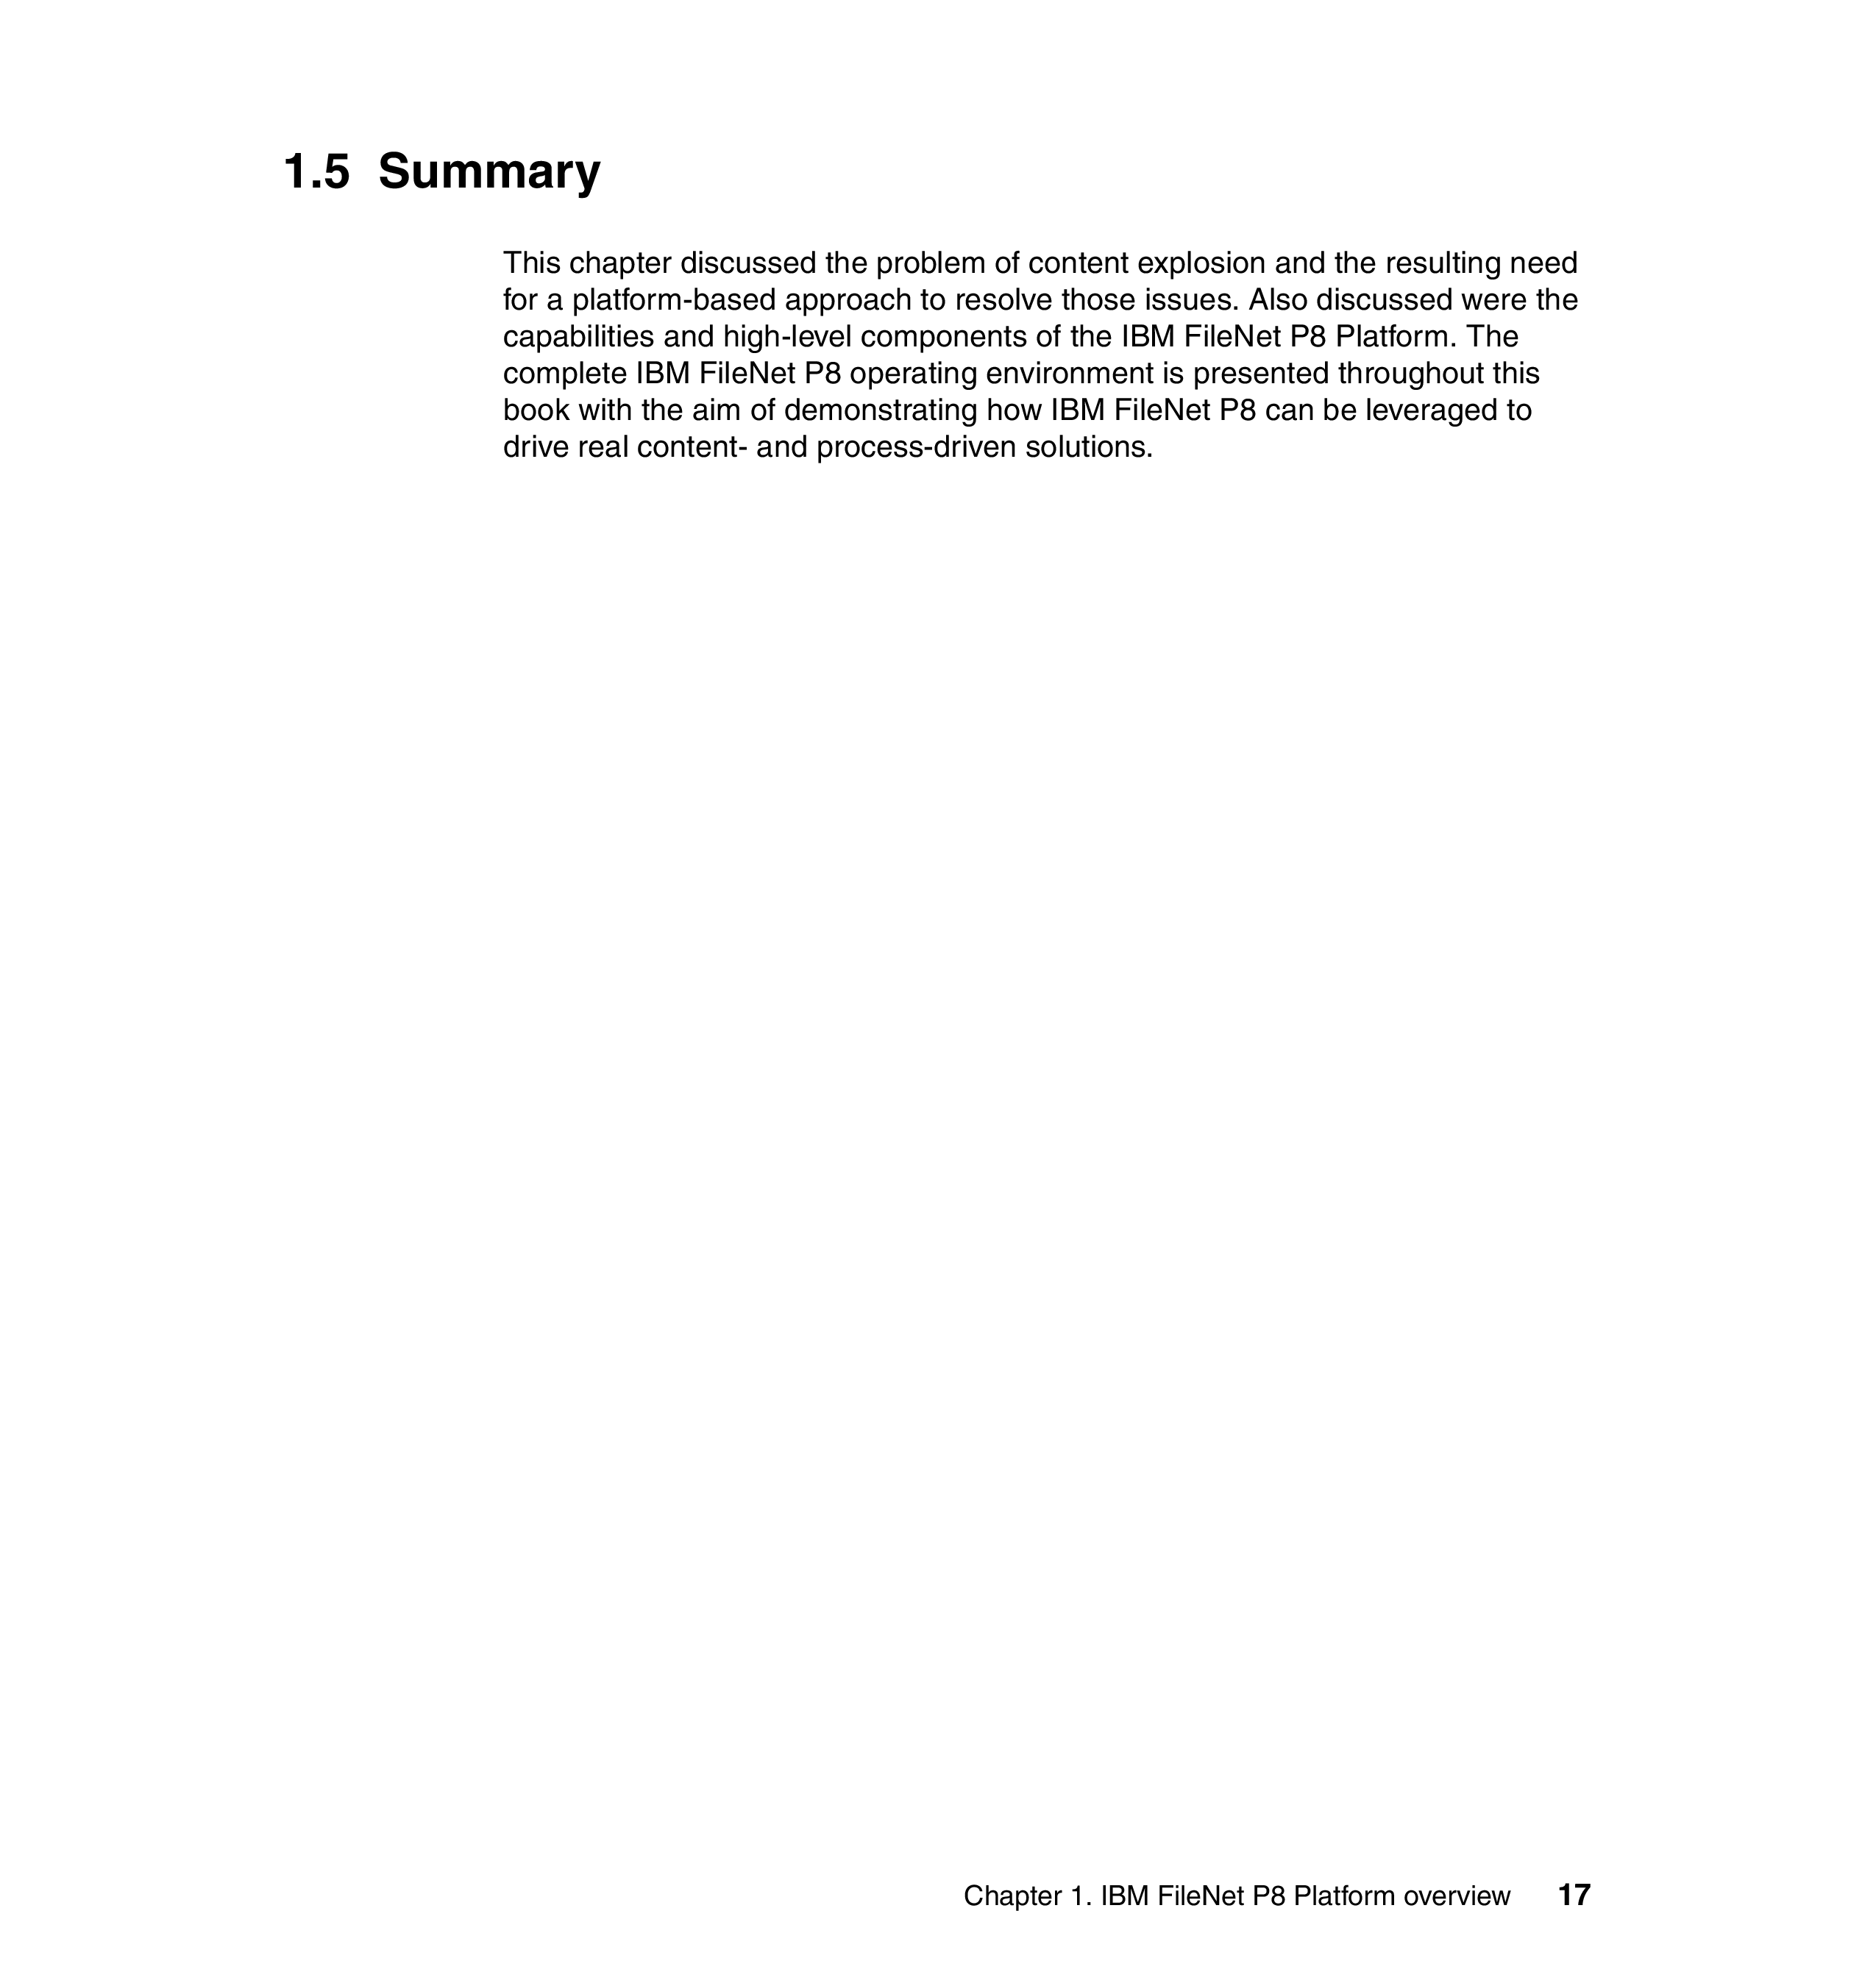 1.5 Summary
This chapter discussed the problem of content explosion and the resulting need
for a platform-based approach to resolve those issues. Also discussed were the
capabilities and high-level components of the IBM FileNet P8 Platform. The
complete IBM FileNet P8 operating environment is presented throughout this
book with the aim of demonstrating how IBM FileNet P8 can be leveraged to
drive real content- and process-driven solutions.
Chapter 1. IBM FileNet P8 Platform overview 17